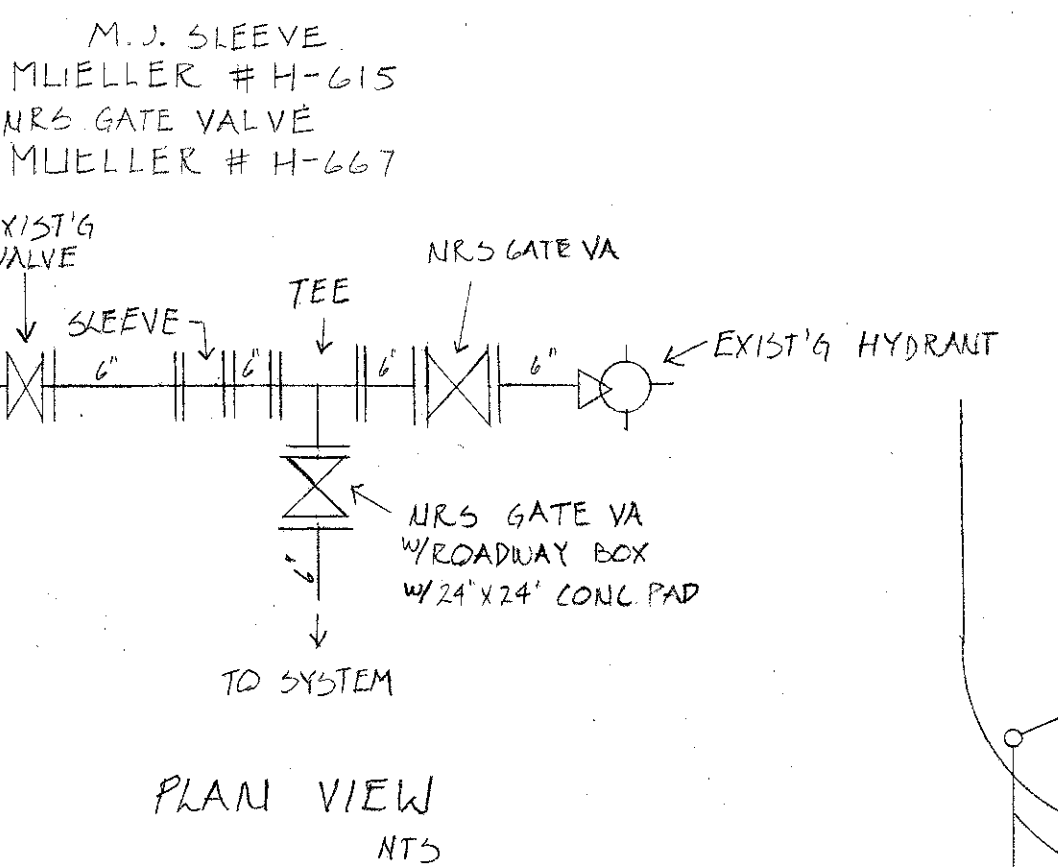 M.J. SLEEVE
MUELLER # H-615
NRS GATE VALVE
MUELLER # H-667
XIST'G
VALVE
NRS GATE VA
TEE
SLEEVE
EXIST'G HYDRANT
6"
6"
6"
6"
NRS GATE VA
W/ROADWAY BOX
W/24"X24" CONC. PAD
6"
TO SYSTEM
PLAN VIEW
NTS